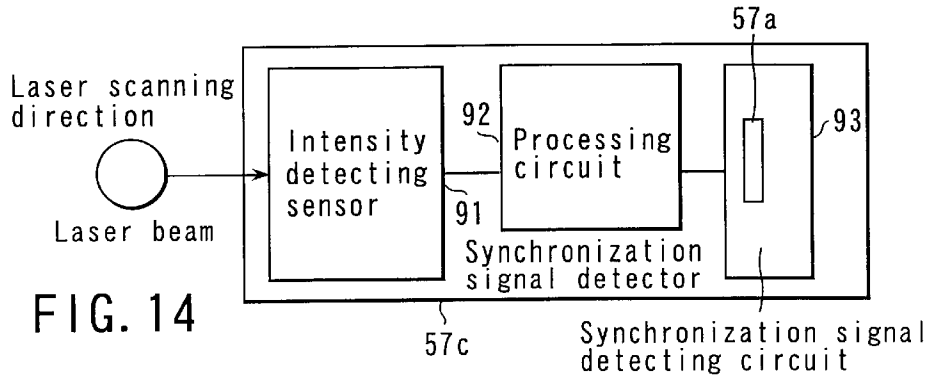 57a
Laser scanning
direction
Intensity
detecting
sensor
92
Processing
circuit
93
91
Laser beam
Synchronization
signal detector
FIG. 14
57c
Synchronization signal
detecting circuit